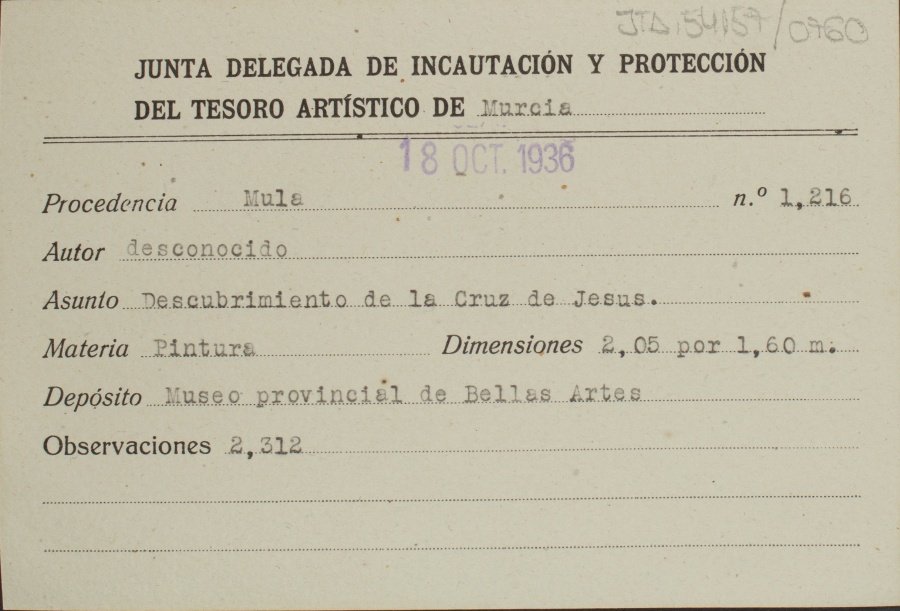 JTD,54157/0760
JUNTA DELEGADA DE INCAUTACIÓN Y PROTECCIÓN
DEL TESORO ARTÍSTICO DE Murcia
18 OCT. 1936
Procedencia Mula n.º 1,216
Autor desconocido
Asunto Descubrimiento de la Cruz de Jesus.
Materia Pintura Dimensiones 2,05 por 1,60 m.
Depósito Museo provincial de Bellas Artes
Observaciones 2,312